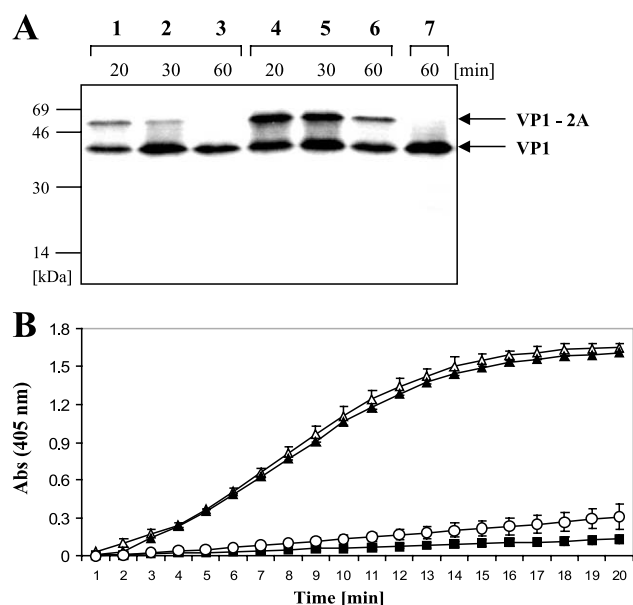 A
1 2 3 4 5 6 7
20 30 60 20 30 60 60 [min]
69
VP1 - 2A
46
VP1
30
14
[kDa]
B
1.8
1.5
1.2
0.9
0.6
0.3
0
Abs (405 nm)
1 2 3 4 5 6 7 8 9 10 11 12 13 14 15 16 17 18 19 20
Time [min]